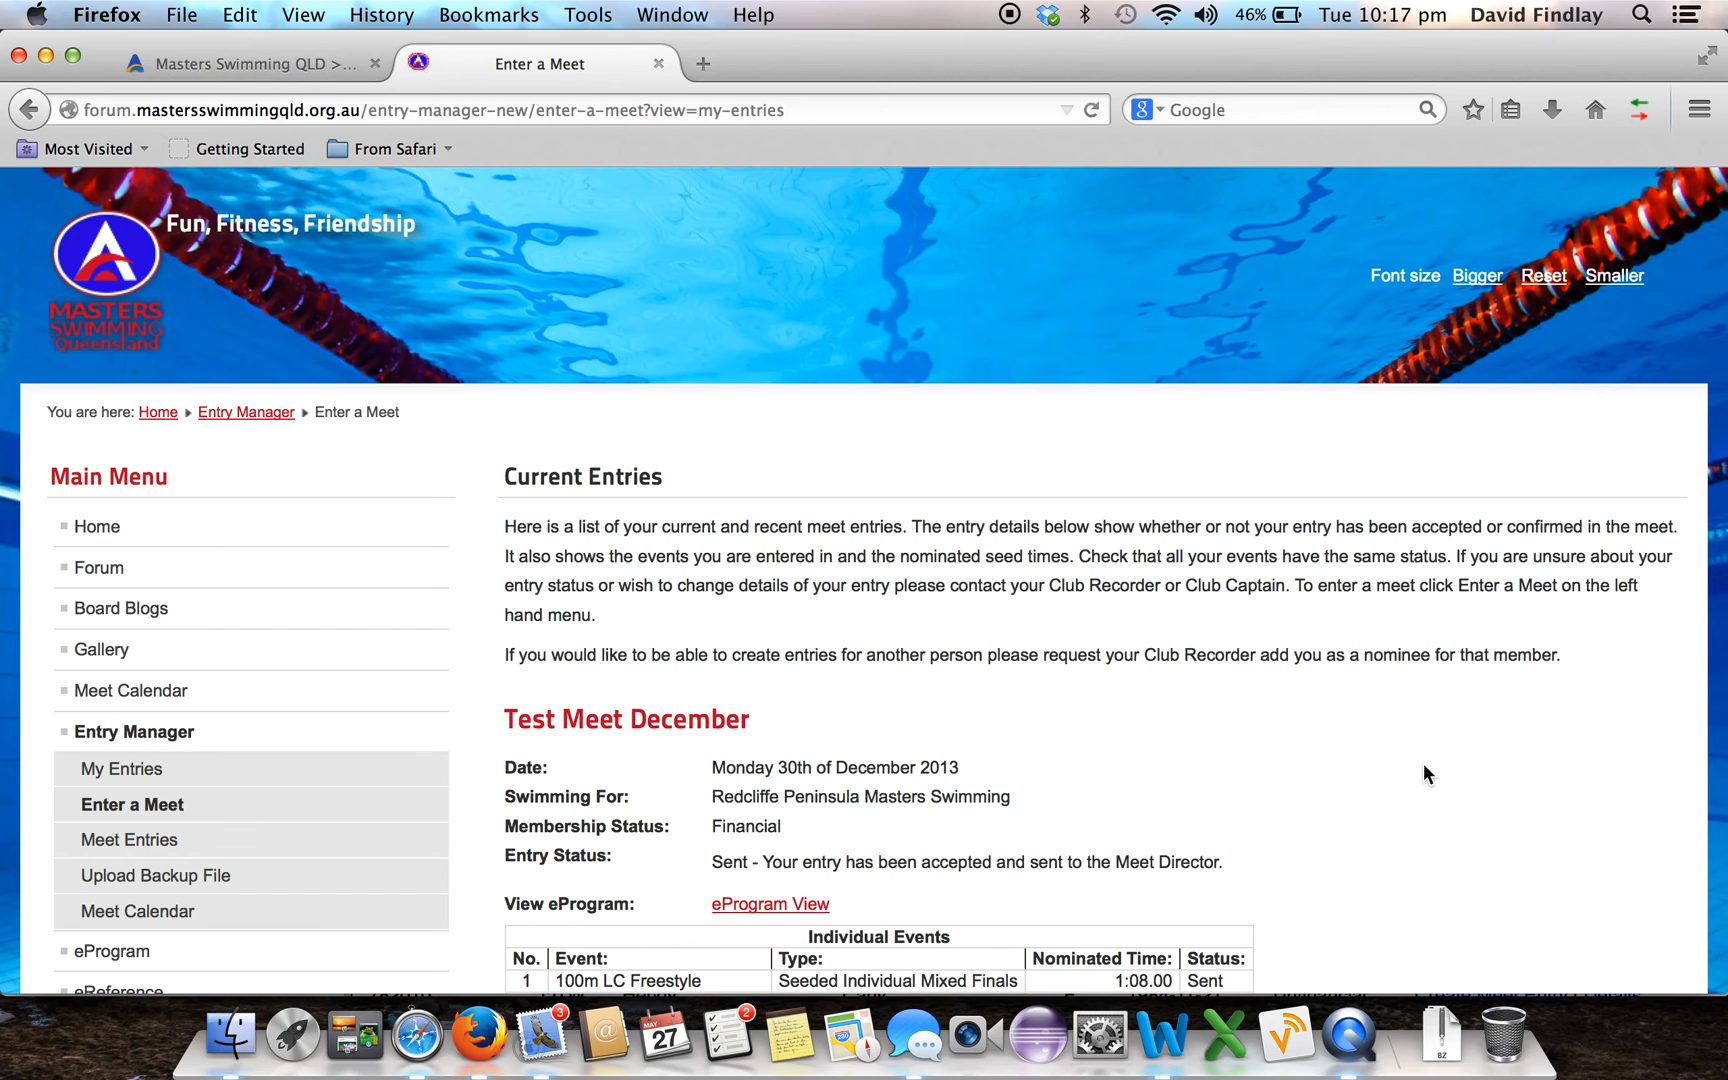 Firefox File Edit View History Bookmarks Tools Window Help 46% Tue 10:17 pm David Findlay
Masters Swimming QLD >... Enter a Meet
forum.mastersswimmingqld.org.au/entry-manager-new/enter-a-meet?view=my-entries Google
Most Visited Getting Started From Safari
Fun, Fitness, Friendship
Font size Bigger Reset Smaller
MASTERS
SWIMMING
Queensland
You are here: Home Entry Manager Enter a Meet
Main Menu
Home
Forum
Board Blogs
Gallery
Meet Calendar
Entry Manager
My Entries
Enter a Meet
Meet Entries
Upload Backup File
Meet Calendar
eProgram
eReference
Current Entries
Here is a list of your current and recent meet entries. The entry details below show whether or not your entry has been accepted or confirmed in the meet.
It also shows the events you are entered in and the nominated seed times. Check that all your events have the same status. If you are unsure about your
entry status or wish to change details of your entry please contact your Club Recorder or Club Captain. To enter a meet click Enter a Meet on the left
hand menu.
If you would like to be able to create entries for another person please request your Club Recorder add you as a nominee for that member.
Test Meet December
Date: Monday 30th of December 2013
Swimming For: Redcliffe Peninsula Masters Swimming
Membership Status: Financial
Entry Status: Sent - Your entry has been accepted and sent to the Meet Director.
View eProgram: eProgram View
Individual Events
No. Event: Type: Nominated Time: Status:
1 100m LC Freestyle Seeded Individual Mixed Finals 1:08.00 Sent
3
MAY
27
2
BZ